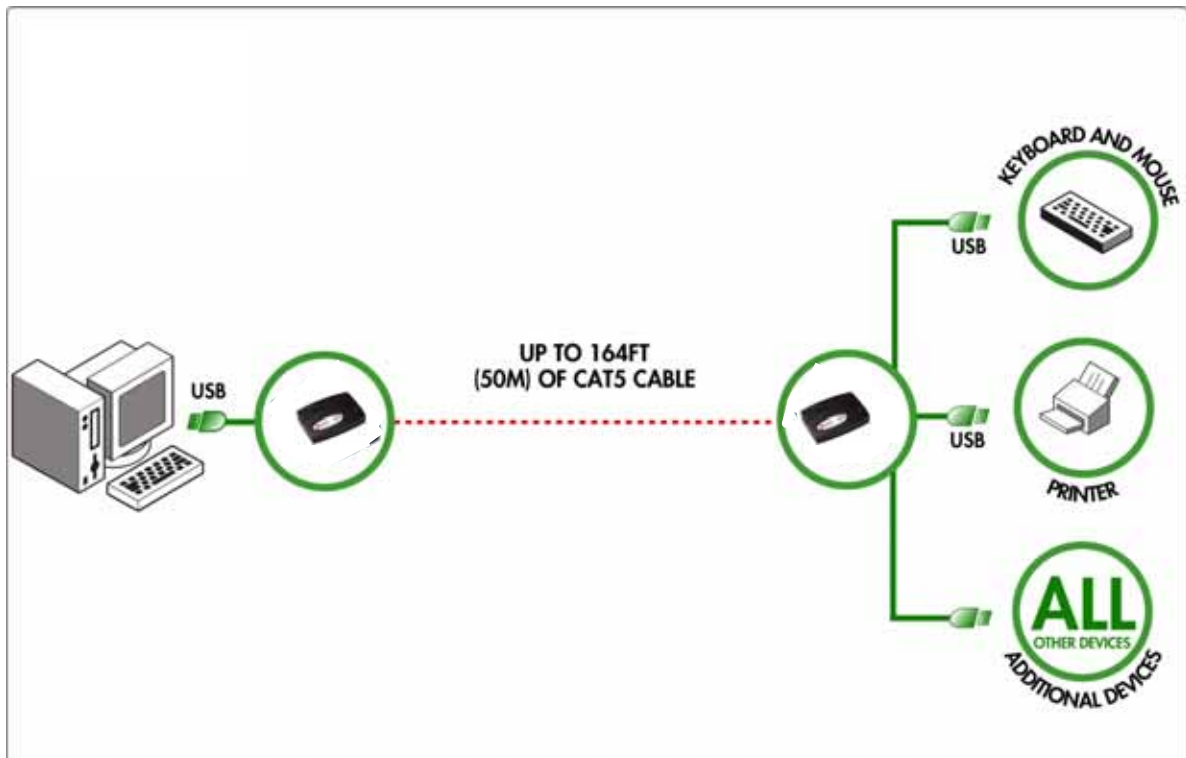 KEYBOARD AND MOUSE
USB
UP TO 164FT
(50M) OF CAT5 CABLE
USB
USB
PRINTER
ALL
OTHER DEVICES
ADDITIONAL DEVICES